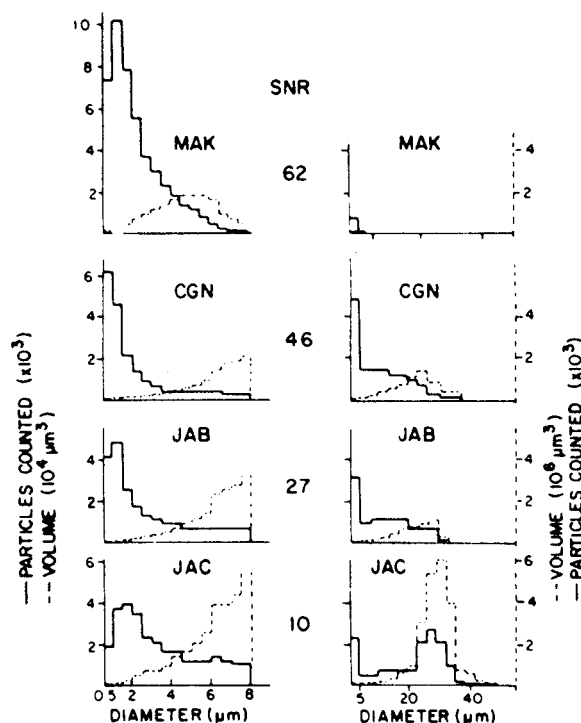 10
8
6
4
2
SNR
MAK
62
MAK
4
2
6
4
2
CGN
46
CGN
4
2
4
2
JAB
27
JAB
4
2
6
4
2
JAC
10
JAC
6
4
2
0.5
2
4
6
8
5
20
40
DIAMETER (µm)
DIAMETER (µm)
— PARTICLES COUNTED (x10³)
--- VOLUME (10⁴ µm³)
--- VOLUME (10⁶ µm³)
— PARTICLES COUNTED (x10³)